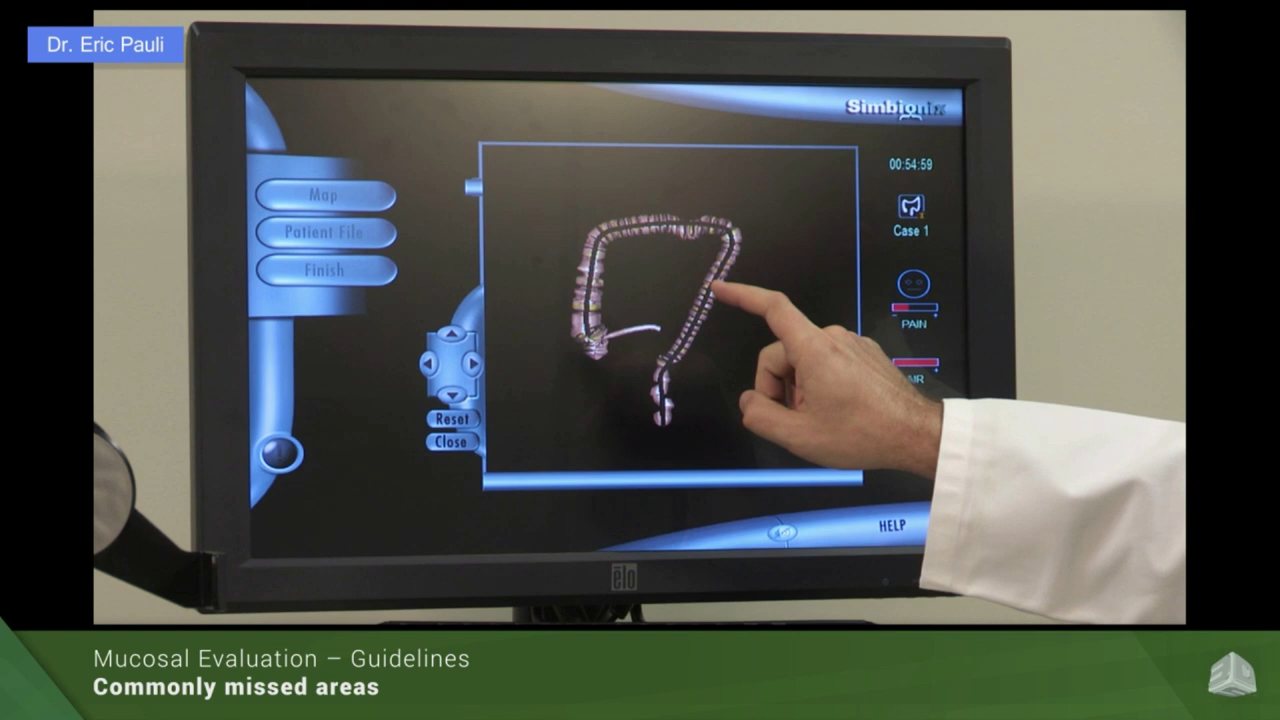 Dr. Eric Pauli
Simbionix
00:54:59
Map
Patient File
Finish
Case 1
PAIN
Reset
Close
HELP
elo
Mucosal Evaluation – Guidelines
Commonly missed areas